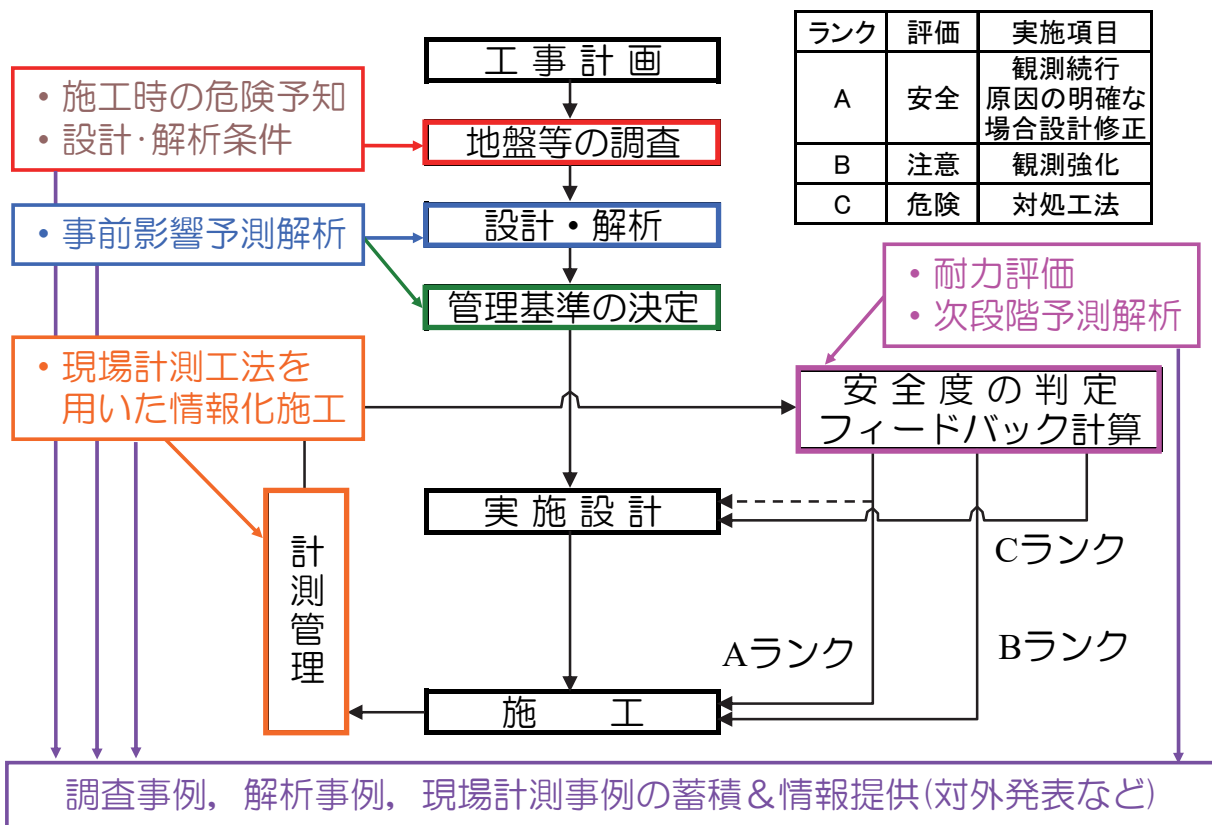 工事計画
・施工時の危険予知
・設計・解析条件
地盤等の調査
・事前影響予測解析
設計・解析
管理基準の決定
ランク 評価 実施項目
A 安全 観測続行
原因の明確な
場合設計修正
B 注意 観測強化
C 危険 対処工法
・耐力評価
・次段階予測解析
・現場計測工法を
用いた情報化施工
安全度の判定
フィードバック計算
実施設計
計測管理
Cランク
Aランク
Bランク
施工
調査事例，解析事例，現場計測事例の蓄積＆情報提供(対外発表など)